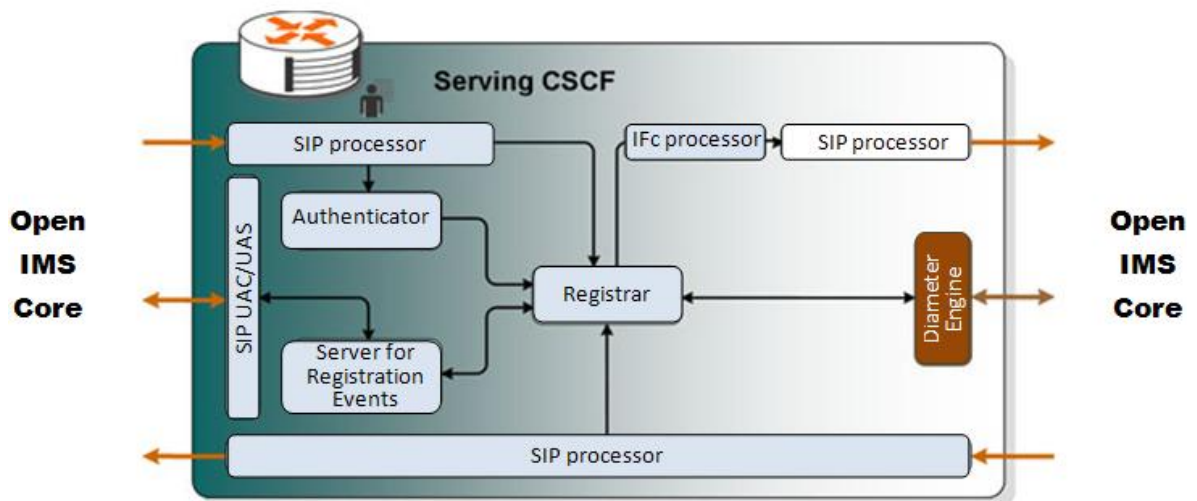 Serving CSCF
SIP processor
IFc processor
SIP processor
Open
IMS
Core
SIP UAC/UAS
Authenticator
Registrar
Server for
Registration
Events
Diameter
Engine
Open
IMS
Core
SIP processor